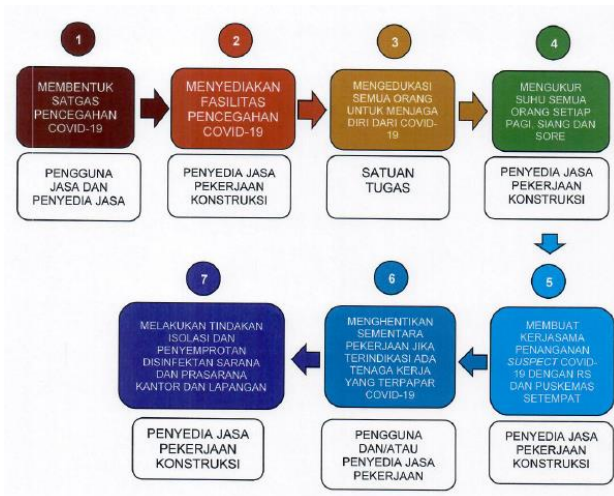 1
MEMBENTUK
SATGAS
PENCEGAHAN
COVID-19
PENGGUNA
JASA DAN
PENYEDIA JASA
2
MENYEDIAKAN
FASILITAS
PENCEGAHAN
COVID-19
PENYEDIA JASA
PEKERJAAN
KONSTRUKSI
3
MENGEDUKASI
SEMUA ORANG
UNTUK MENJAGA
DIRI DARI COVID-
19
SATUAN
TUGAS
4
MENGUKUR
SUHU SEMUA
ORANG SETIAP
PAGI, SIANG DAN
SORE
PENYEDIA JASA
PEKERJAAN
KONSTRUKSI
5
MEMBUAT
KERJASAMA
PENANGANAN
SUSPECT COVID-
19 DENGAN RS
DAN PUSKEMAS
SETEMPAT
PENYEDIA JASA
PEKERJAAN
KONSTRUKSI
6
MENGHENTIKAN
SEMENTARA
PEKERJAAN JIKA
TERINDIKASI ADA
TENAGA KERJA
YANG TERPAPAR
COVID-19
PENGGUNA
DAN/ATAU
PENYEDIA JASA
PEKERJAAN
7
MELAKUKAN TINDAKAN
ISOLASI DAN
PENYEMPROTAN
DISINFEKTAN SARANA
DAN PRASARANA
KANTOR DAN LAPANGAN
PENYEDIA JASA
PEKERJAAN
KONSTRUKSI